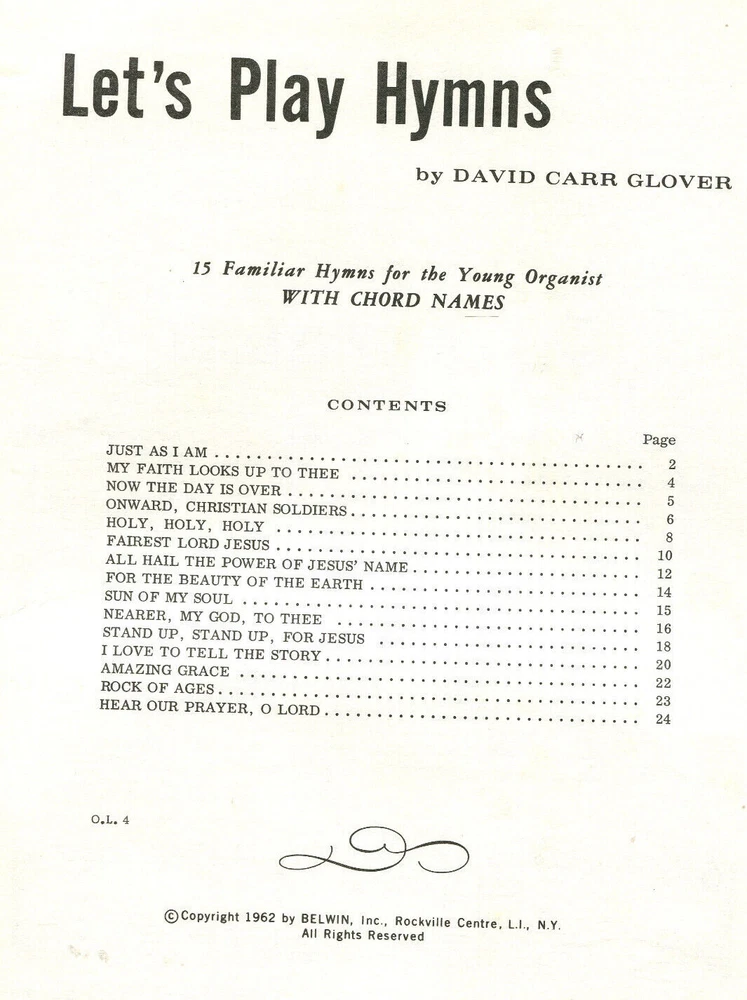 Let's Play Hymns
by DAVID CARR GLOVER
15 Familiar Hymns for the Young Organist
WITH CHORD NAMES
CONTENTS
Page
JUST AS I AM . . . . . . . . . . . . . . . . . . . . 2
MY FAITH LOOKS UP TO THEE . . . . . . . . . . . . . . . . . . . . 4
NOW THE DAY IS OVER . . . . . . . . . . . . . . . . . . . . 5
ONWARD, CHRISTIAN SOLDIERS . . . . . . . . . . . . . . . . . . . . 6
HOLY, HOLY, HOLY . . . . . . . . . . . . . . . . . . . . 8
FAIREST LORD JESUS . . . . . . . . . . . . . . . . . . . . 10
ALL HAIL THE POWER OF JESUS' NAME . . . . . . . . . . . . . . . . . . . . 12
FOR THE BEAUTY OF THE EARTH . . . . . . . . . . . . . . . . . . . . 14
SUN OF MY SOUL . . . . . . . . . . . . . . . . . . . . 15
NEARER, MY GOD, TO THEE . . . . . . . . . . . . . . . . . . . . 16
STAND UP, STAND UP, FOR JESUS . . . . . . . . . . . . . . . . . . . . 18
I LOVE TO TELL THE STORY . . . . . . . . . . . . . . . . . . . . 20
AMAZING GRACE . . . . . . . . . . . . . . . . . . . . 22
ROCK OF AGES . . . . . . . . . . . . . . . . . . . . 23
HEAR OUR PRAYER, O LORD . . . . . . . . . . . . . . . . . . . . 24
O.L. 4
©Copyright 1962 by BELWIN, Inc., Rockville Centre, L.I., N.Y.
All Rights Reserved